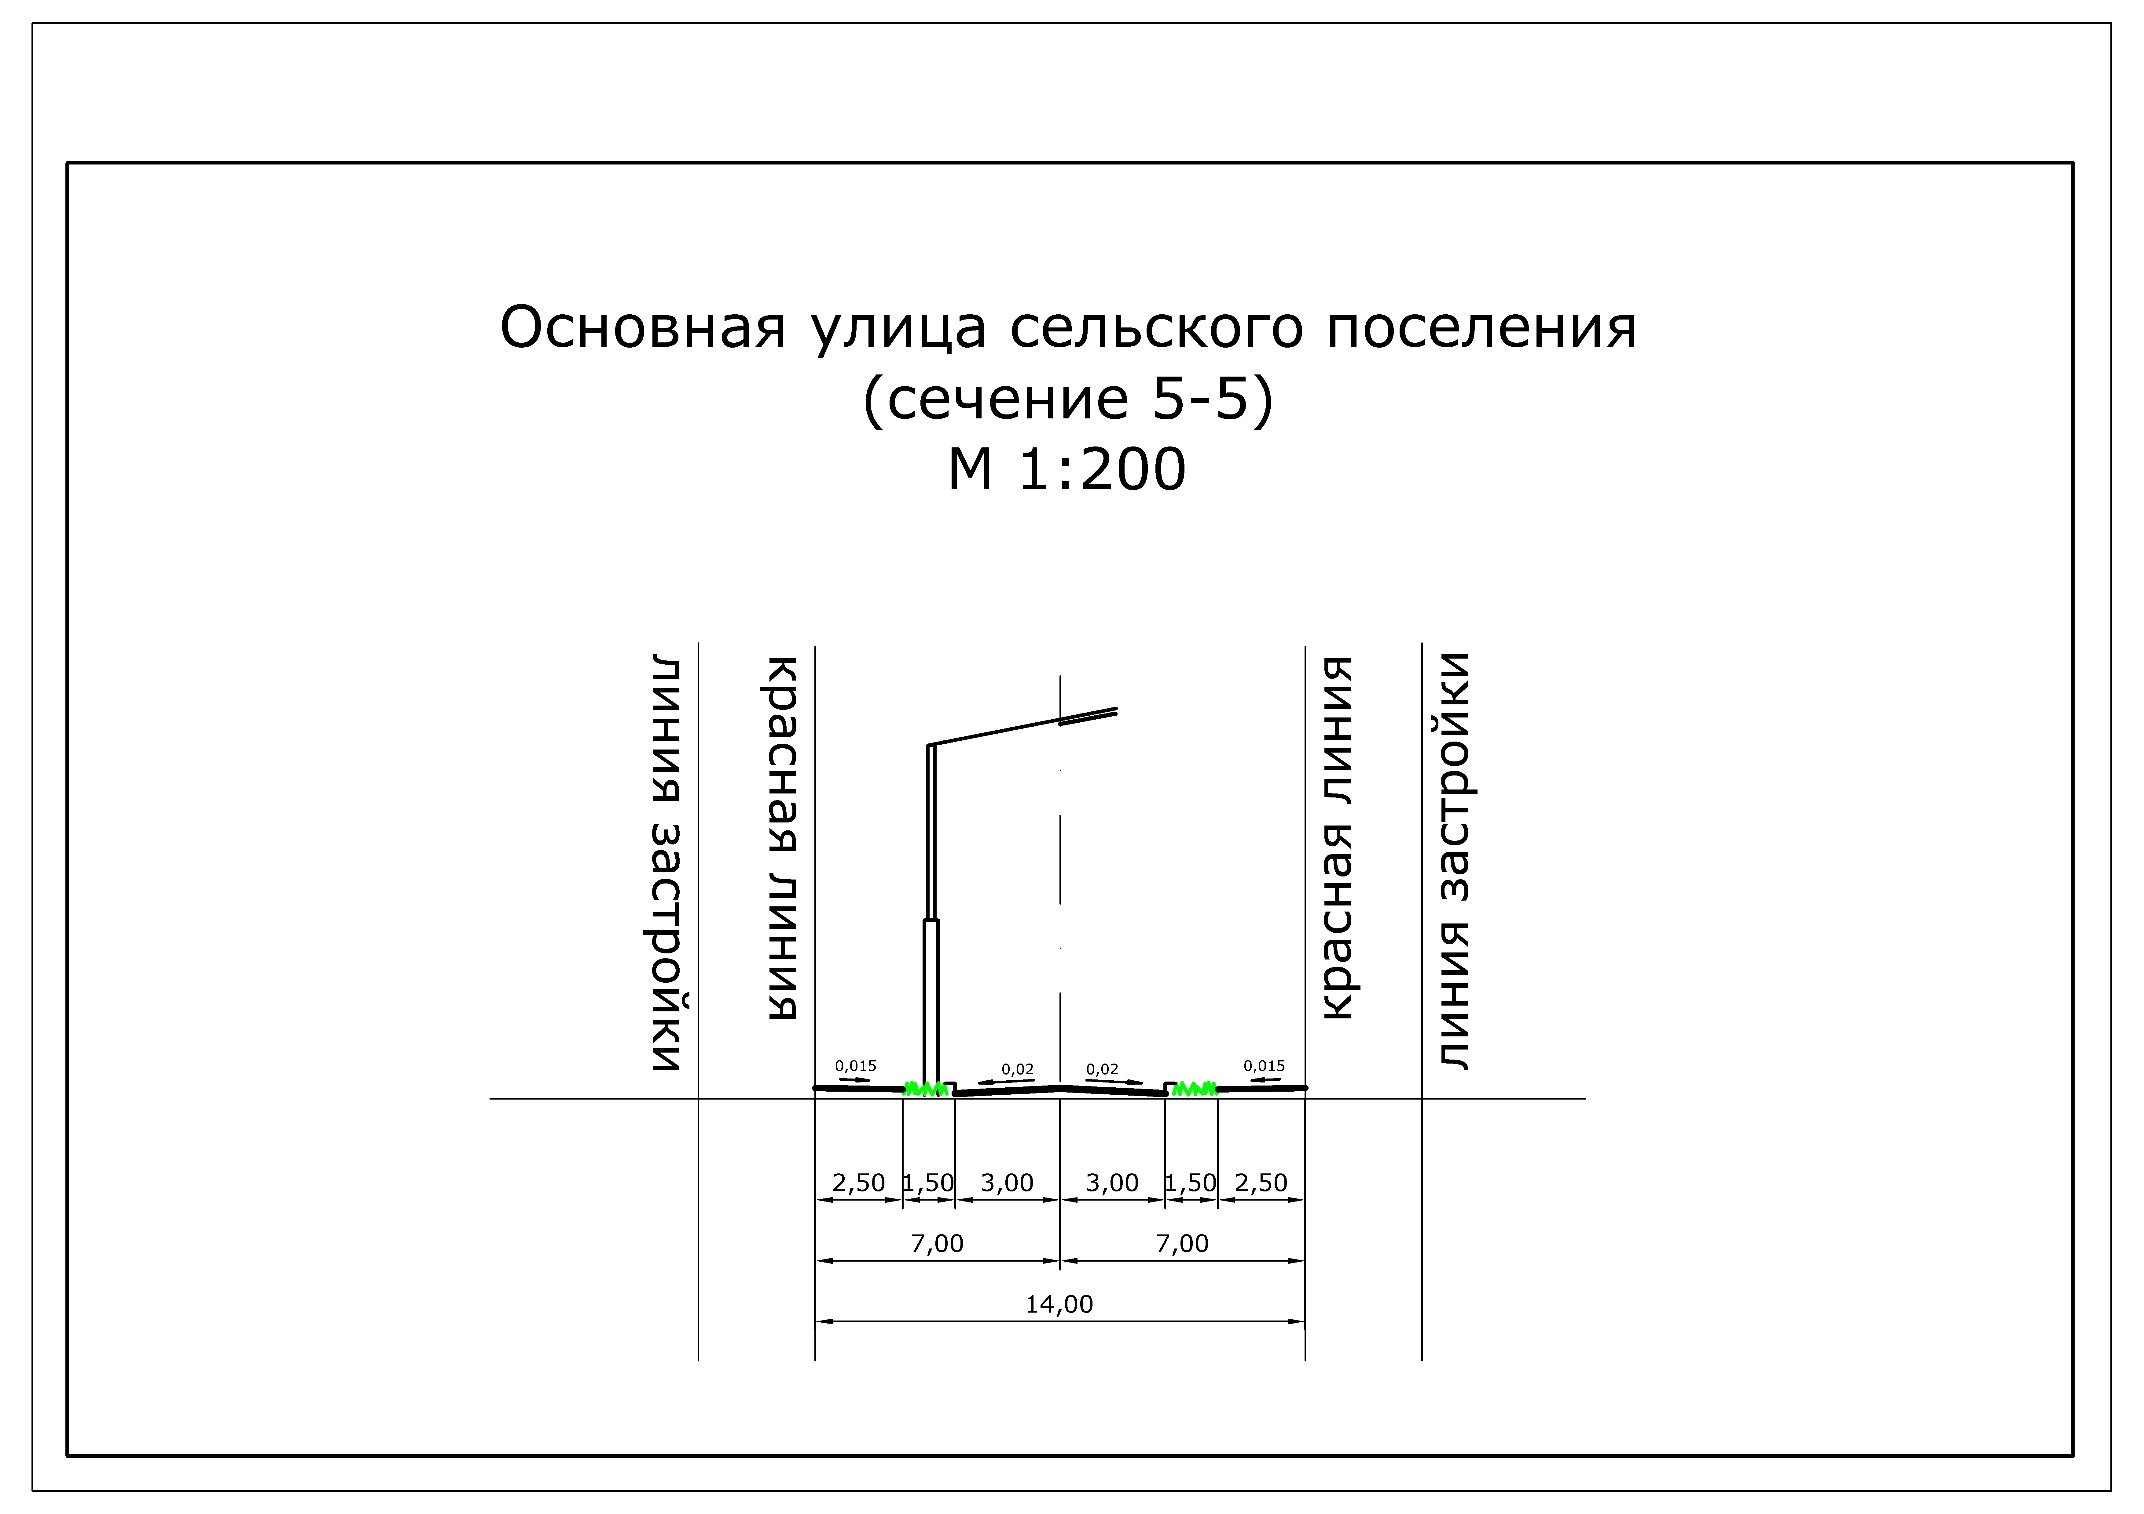 Основная улица сельского поселения
(сечение 5-5)
М 1:200
линия застройки
красная линия
красная линия
линия застройки
0,015
0,02
0,02
0,015
2,50
1,50
3,00
3,00
1,50
2,50
7,00
7,00
14,00